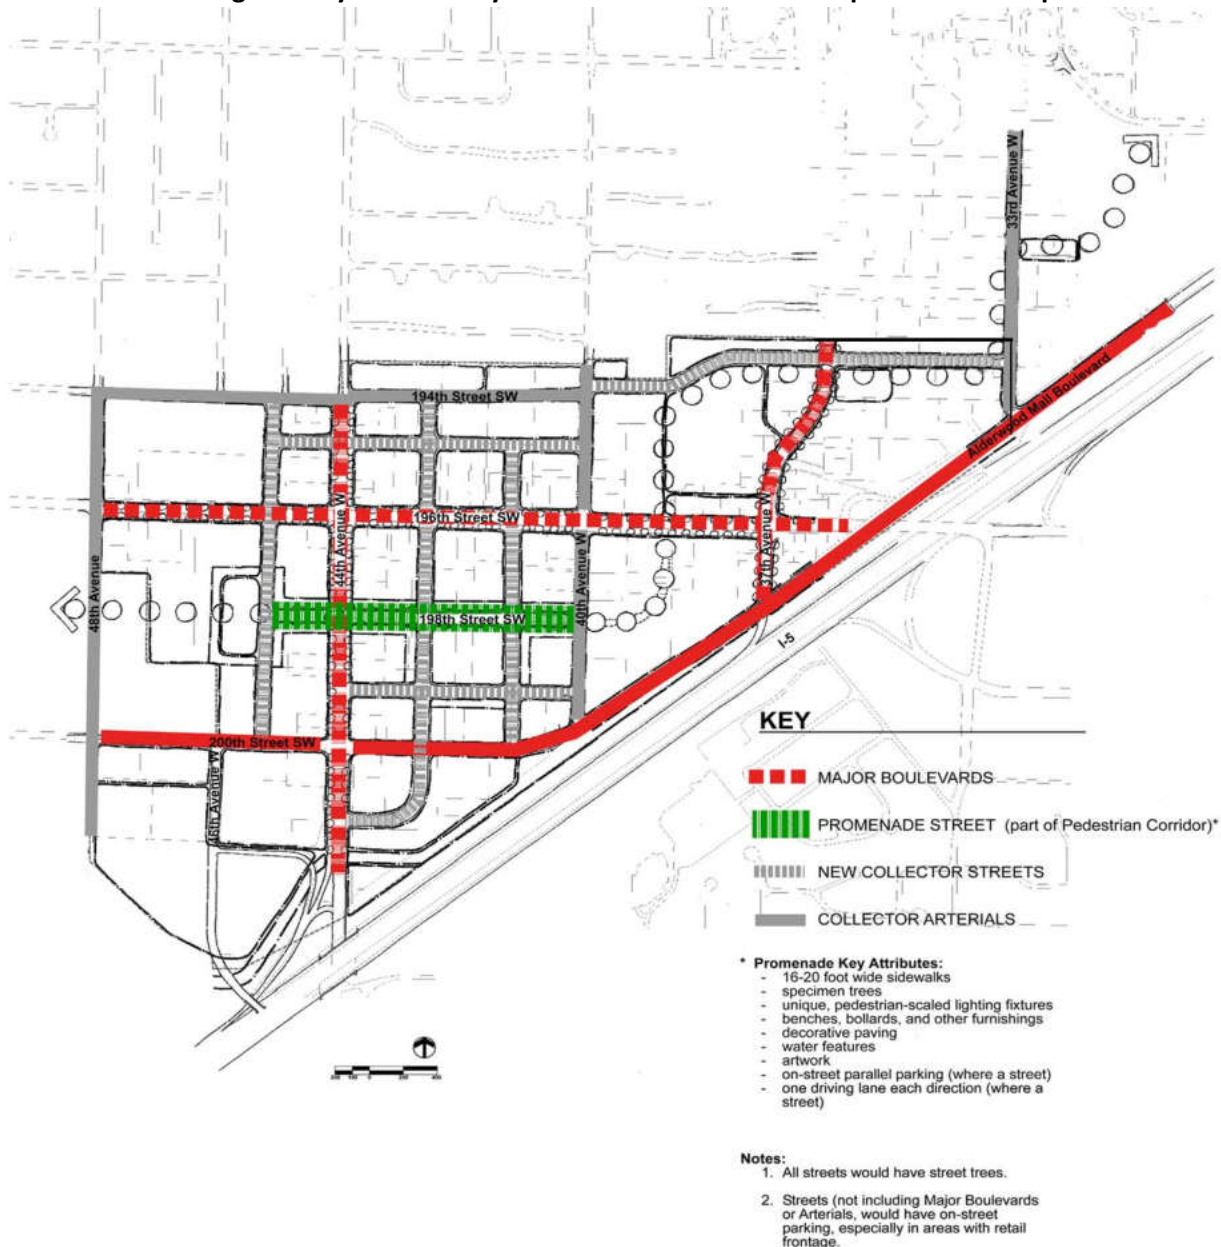 33rd Avenue W
Alderwood Mall Boulevard
194th Street SW
196th Street SW
44th Avenue W
37th Avenue W
40th Avenue W
48th Avenue
198th Street SW
I-5
200th Street SW
46th Avenue W
KEY
MAJOR BOULEVARDS
PROMENADE STREET (part of Pedestrian Corridor)*
NEW COLLECTOR STREETS
COLLECTOR ARTERIALS
* Promenade Key Attributes:
- 16-20 foot wide sidewalks
- specimen trees
- unique, pedestrian-scaled lighting fixtures
- benches, bollards, and other furnishings
- decorative paving
- water features
- artwork
- on-street parallel parking (where a street)
- one driving lane each direction (where a
street)
Notes:
1. All streets would have street trees.
2. Streets (not including Major Boulevards
or Arterials, would have on-street
parking, especially in areas with retail
frontage.